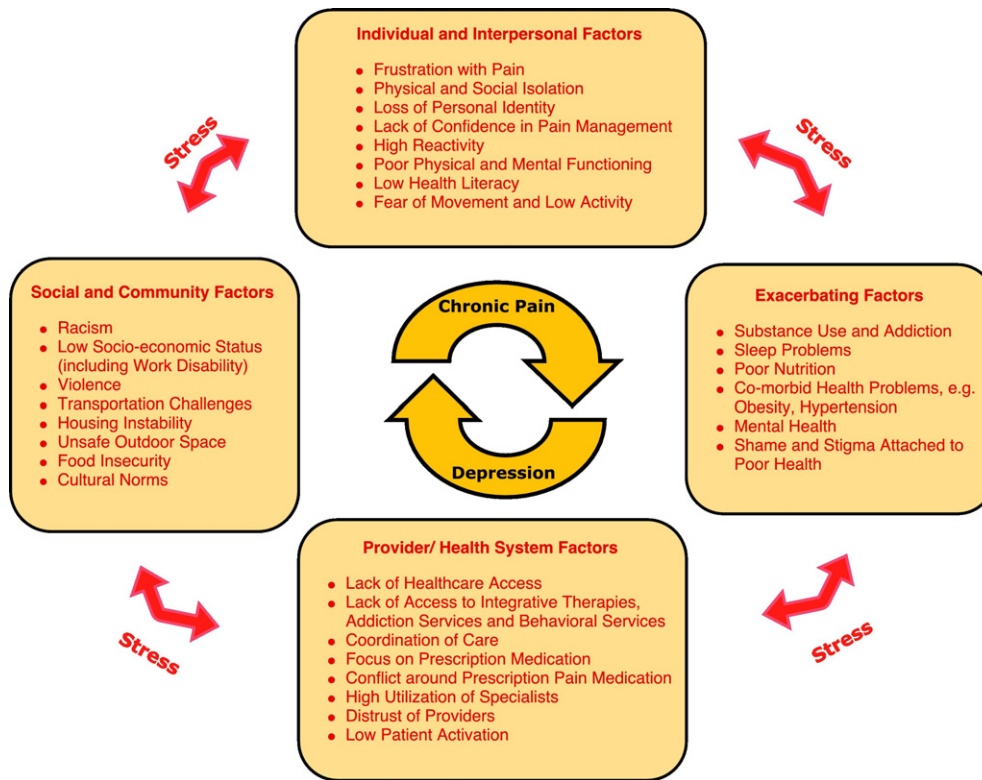 Individual and Interpersonal Factors
● Frustration with Pain
● Physical and Social Isolation
● Loss of Personal Identity
● Lack of Confidence in Pain Management
● High Reactivity
● Poor Physical and Mental Functioning
● Low Health Literacy
● Fear of Movement and Low Activity
Stress
Stress
Social and Community Factors
● Racism
● Low Socio-economic Status
(including Work Disability)
● Violence
● Transportation Challenges
● Housing Instability
● Unsafe Outdoor Space
● Food Insecurity
● Cultural Norms
Chronic Pain
Depression
Exacerbating Factors
● Substance Use and Addiction
● Sleep Problems
● Poor Nutrition
● Co-morbid Health Problems, e.g.
Obesity, Hypertension
● Mental Health
● Shame and Stigma Attached to
Poor Health
Provider/ Health System Factors
● Lack of Healthcare Access
● Lack of Access to Integrative Therapies,
Addiction Services and Behavioral Services
● Coordination of Care
● Focus on Prescription Medication
● Conflict around Prescription Pain Medication
● High Utilization of Specialists
● Distrust of Providers
● Low Patient Activation
Stress
Stress